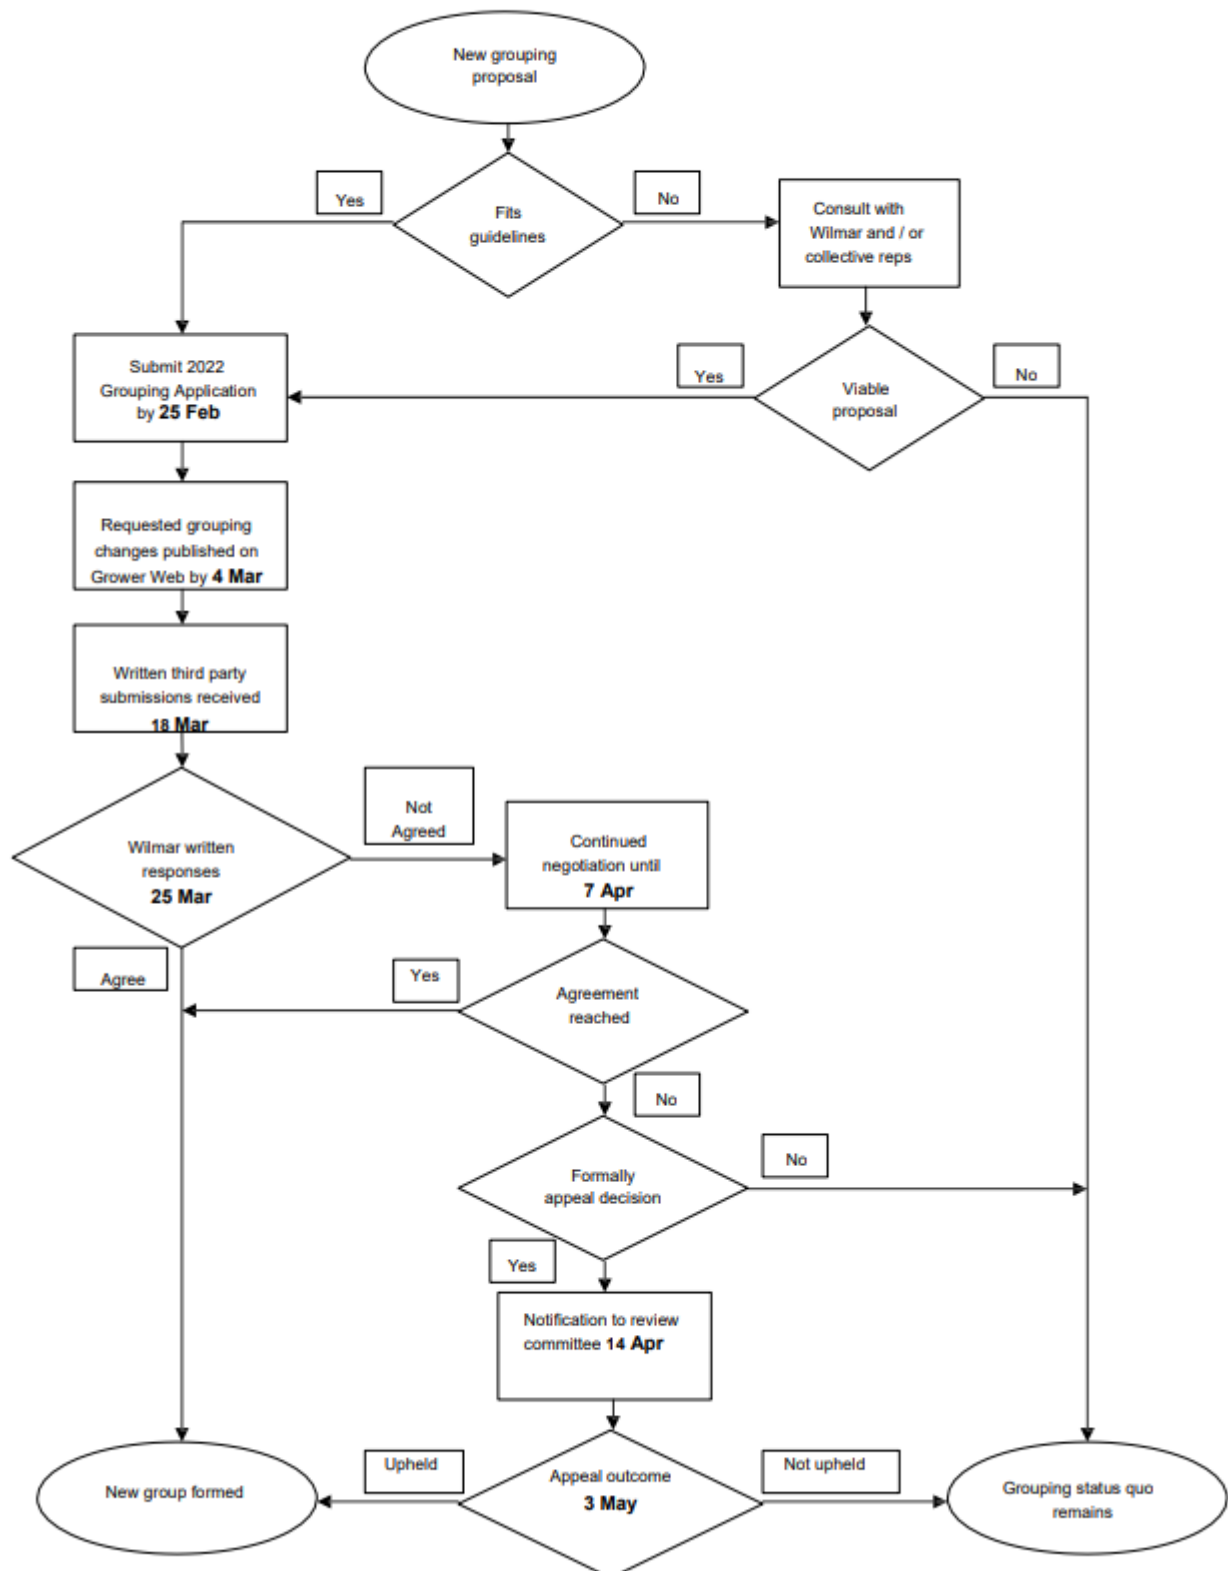 New grouping
proposal
Yes
Fits
guidelines
No
Consult with
Wilmar and / or
collective reps
Submit 2022
Grouping Application
by 25 Feb
Yes
Viable
proposal
No
Requested grouping
changes published on
Grower Web by 4 Mar
Written third party
submissions received
18 Mar
Wilmar written
responses
25 Mar
Not
Agreed
Continued
negotiation until
7 Apr
Agree
Yes
Agreement
reached
No
Formally
appeal decision
No
Yes
Notification to review
committee 14 Apr
New group formed
Upheld
Appeal outcome
3 May
Not upheld
Grouping status quo
remains